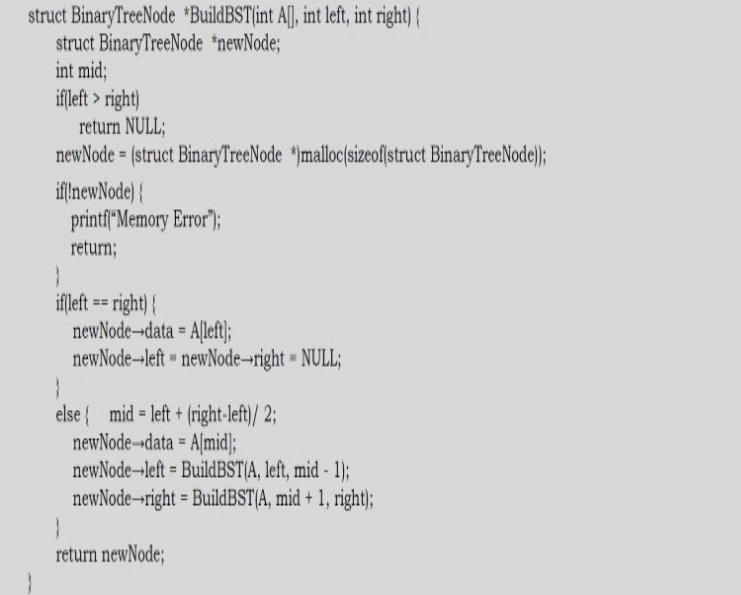 struct BinaryTreeNode *BuildBST(int A[], int left, int right) {
struct BinaryTreeNode *newNode;
int mid;
if(left > right)
return NULL;
newNode = (struct BinaryTreeNode *)malloc(sizeof(struct BinaryTreeNode));
if(!newNode) {
printf("Memory Error");
return;
}
if(left == right) {
newNode→data = A[left];
newNode→left = newNode→right = NULL;
}
else { mid = left + (right-left)/ 2;
newNode→data = A[mid];
newNode→left = BuildBST(A, left, mid - 1);
newNode→right = BuildBST(A, mid + 1, right);
}
return newNode;
}